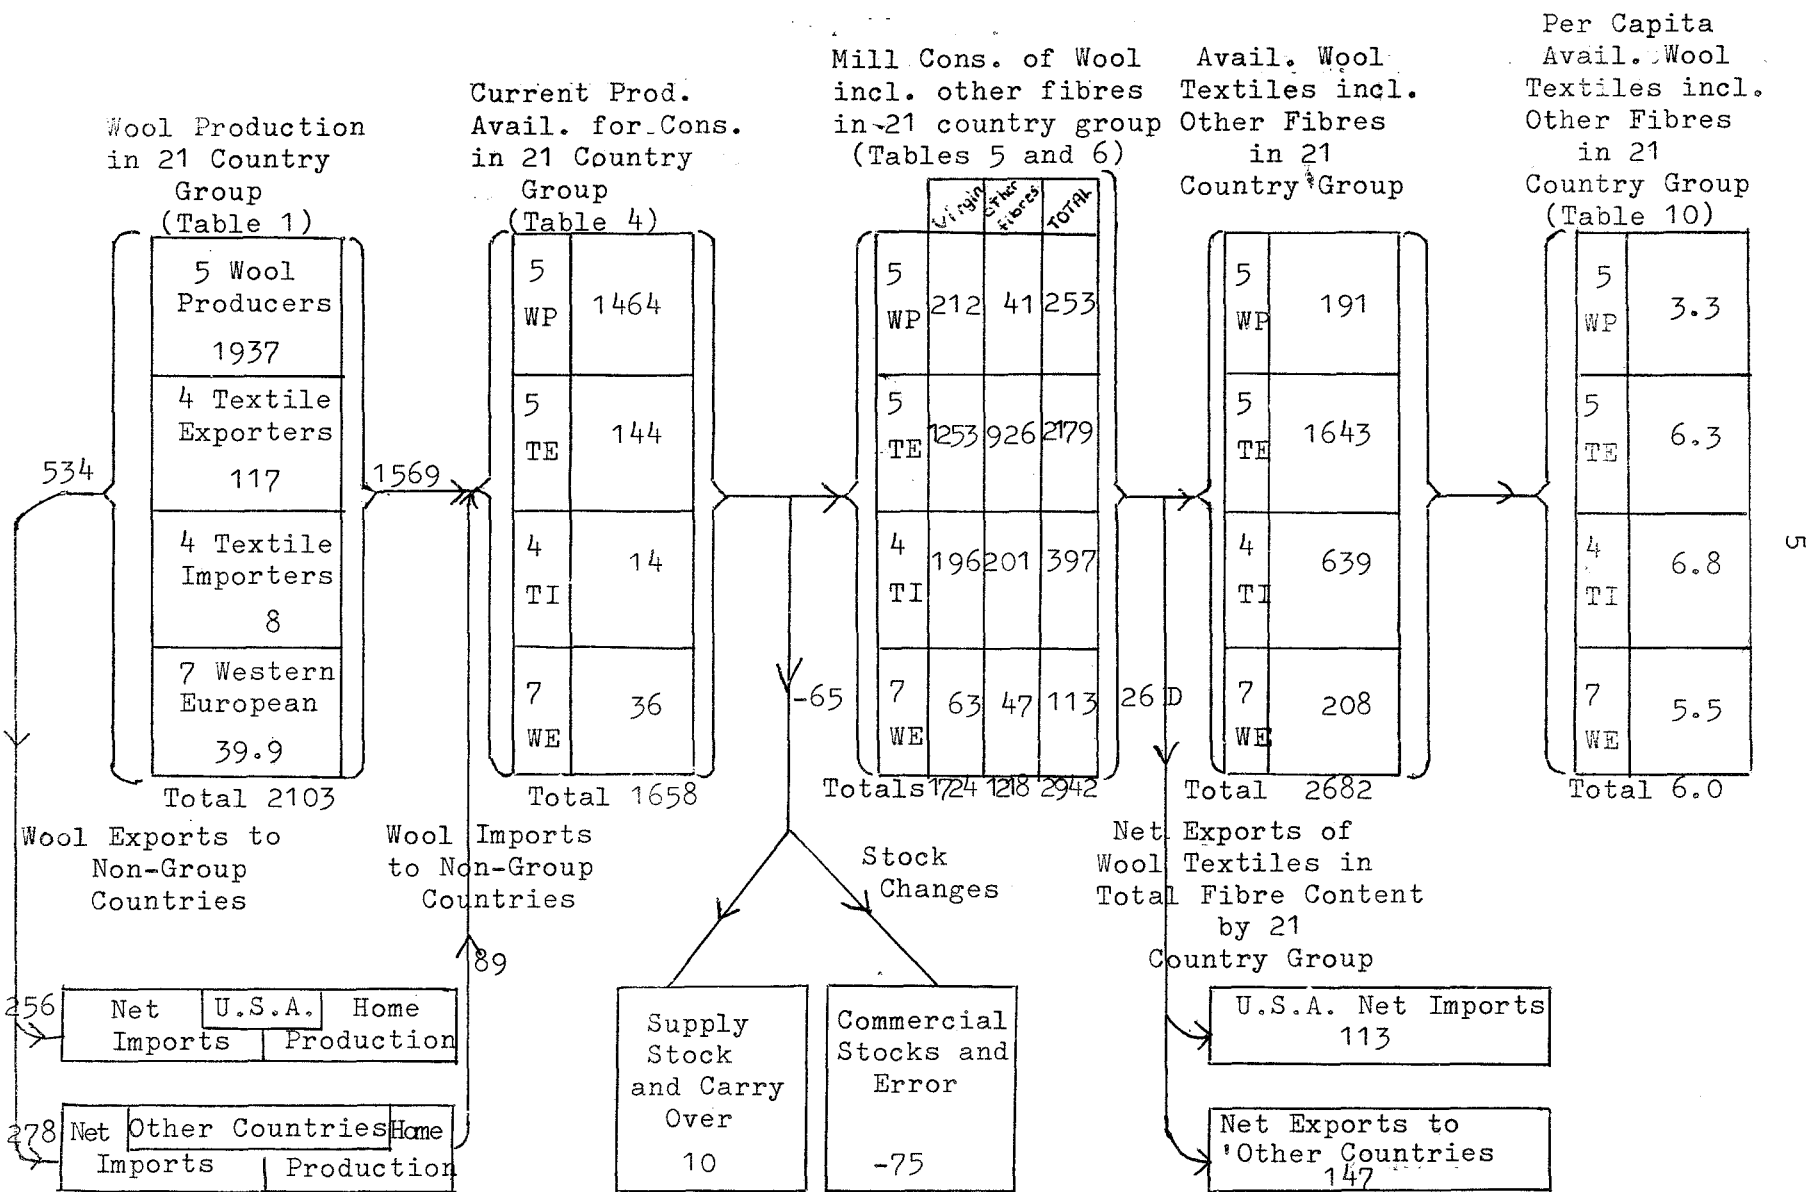 Wool Production
in 21 Country
Group
(Table 1)
5 Wool
Producers
1937
4 Textile
Exporters
117
4 Textile
Importers
8
7 Western
European
39.9
Total 2103
534
1569
Current Prod.
Avail. for Cons.
in 21 Country
Group
(Table 4)
5
WP
1464
5
TE
144
4
TI
14
7
WE
36
Total 1658
-65
Mill Cons. of Wool
incl. other fibres
in 21 country group
(Tables 5 and 6)
Virgin other fibres TOTAL
5
WP
212 41 253
5
TE
1253 926 2179
4
TI
196 201 397
7
WE
63 47 113
Totals 1724 1218 2942
26 D
Avail. Wool
Textiles incl.
Other Fibres
in 21
Country Group
5
WP
191
5
TE
1643
4
TI
639
7
WE
208
Total 2682
Per Capita
Avail. Wool
Textiles incl.
Other Fibres
in 21
Country Group
(Table 10)
5
WP
3.3
5
TE
6.3
4
TI
6.8
7
WE
5.5
Total 6.0
5
Wool Exports to
Non-Group
Countries
Wool Imports
to Non-Group
Countries
89
256
Net U.S.A. Home
Imports Production
278
Net Other Countries Home
Imports Production
Stock
Changes
Supply
Stock
and Carry
Over
10
Commercial
Stocks and
Error
-75
Net Exports of
Wool Textiles in
Total Fibre Content
by 21
Country Group
U.S.A. Net Imports
113
Net Exports to
'Other Countries
147